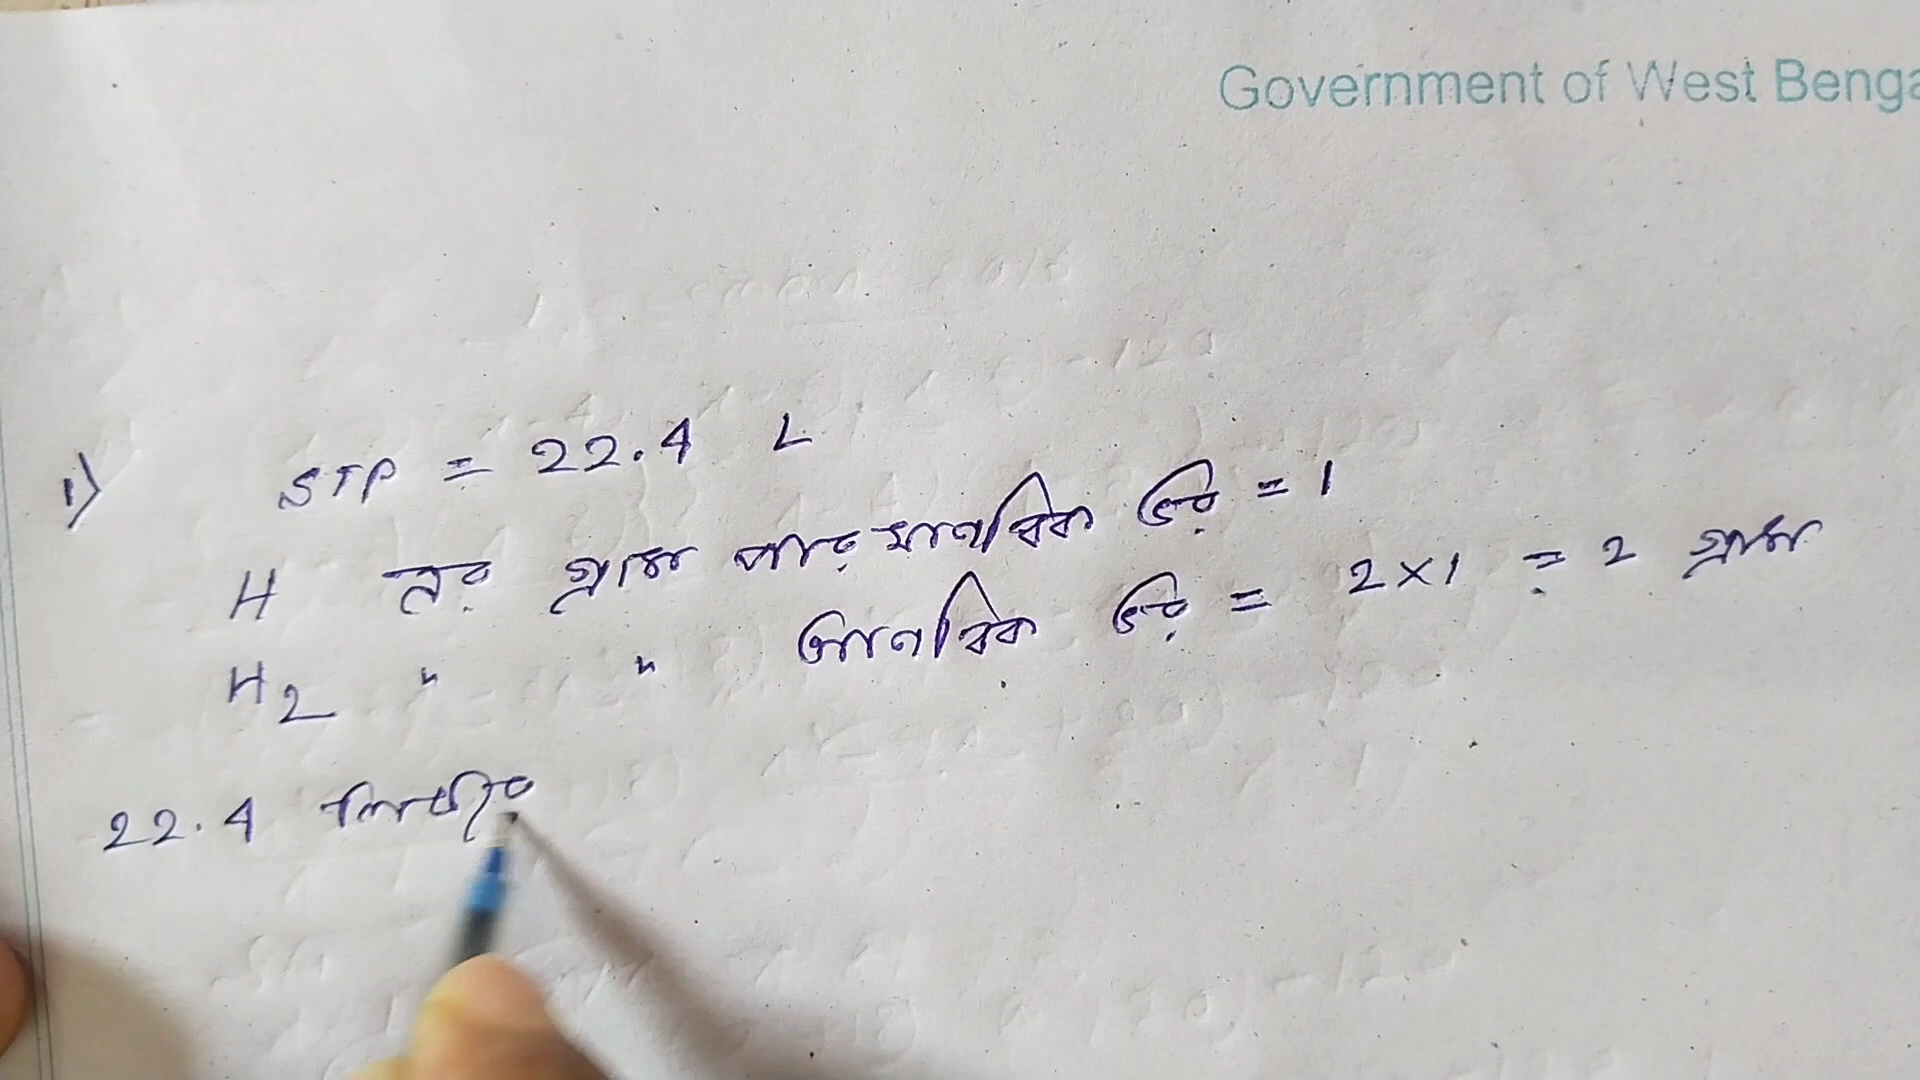 Government of West Benga
1) STP = 22.4 L
H এর গ্রাম পারমাণবিক ভর = 1
H2 " " আণবিক ভর = 2×1 = 2 গ্রাম
22.4 লিটার